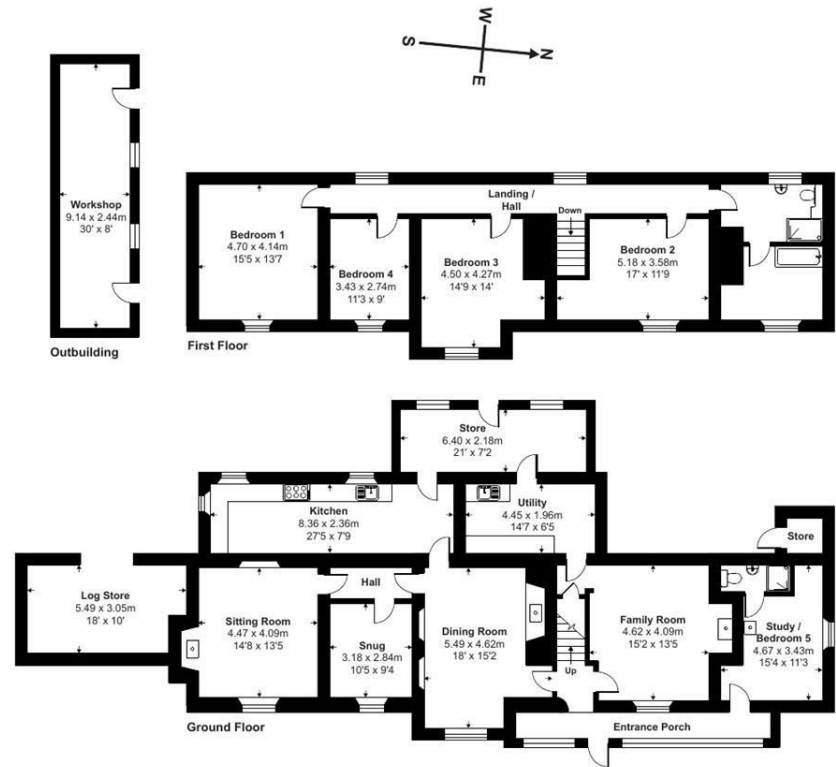 W
S
N
E
Workshop
9.14 x 2.44m
30' x 8'
Outbuilding
Landing /
Hall
Down
Bedroom 1
4.70 x 4.14m
15'5 x 13'7
Bedroom 4
3.43 x 2.74m
11'3 x 9'
Bedroom 3
4.50 x 4.27m
14'9 x 14'
Bedroom 2
5.18 x 3.58m
17' x 11'9
First Floor
Store
6.40 x 2.18m
21' x 7'2
Kitchen
8.36 x 2.36m
27'5 x 7'9
Utility
4.45 x 1.96m
14'7 x 6'5
Store
Log Store
5.49 x 3.05m
18' x 10'
Sitting Room
4.47 x 4.09m
14'8 x 13'5
Hall
Snug
3.18 x 2.84m
10'5 x 9'4
Dining Room
5.49 x 4.62m
18' x 15'2
Up
Family Room
4.62 x 4.09m
15'2 x 13'5
Study /
Bedroom 5
4.67 x 3.43m
15'4 x 11'3
Entrance Porch
Ground Floor